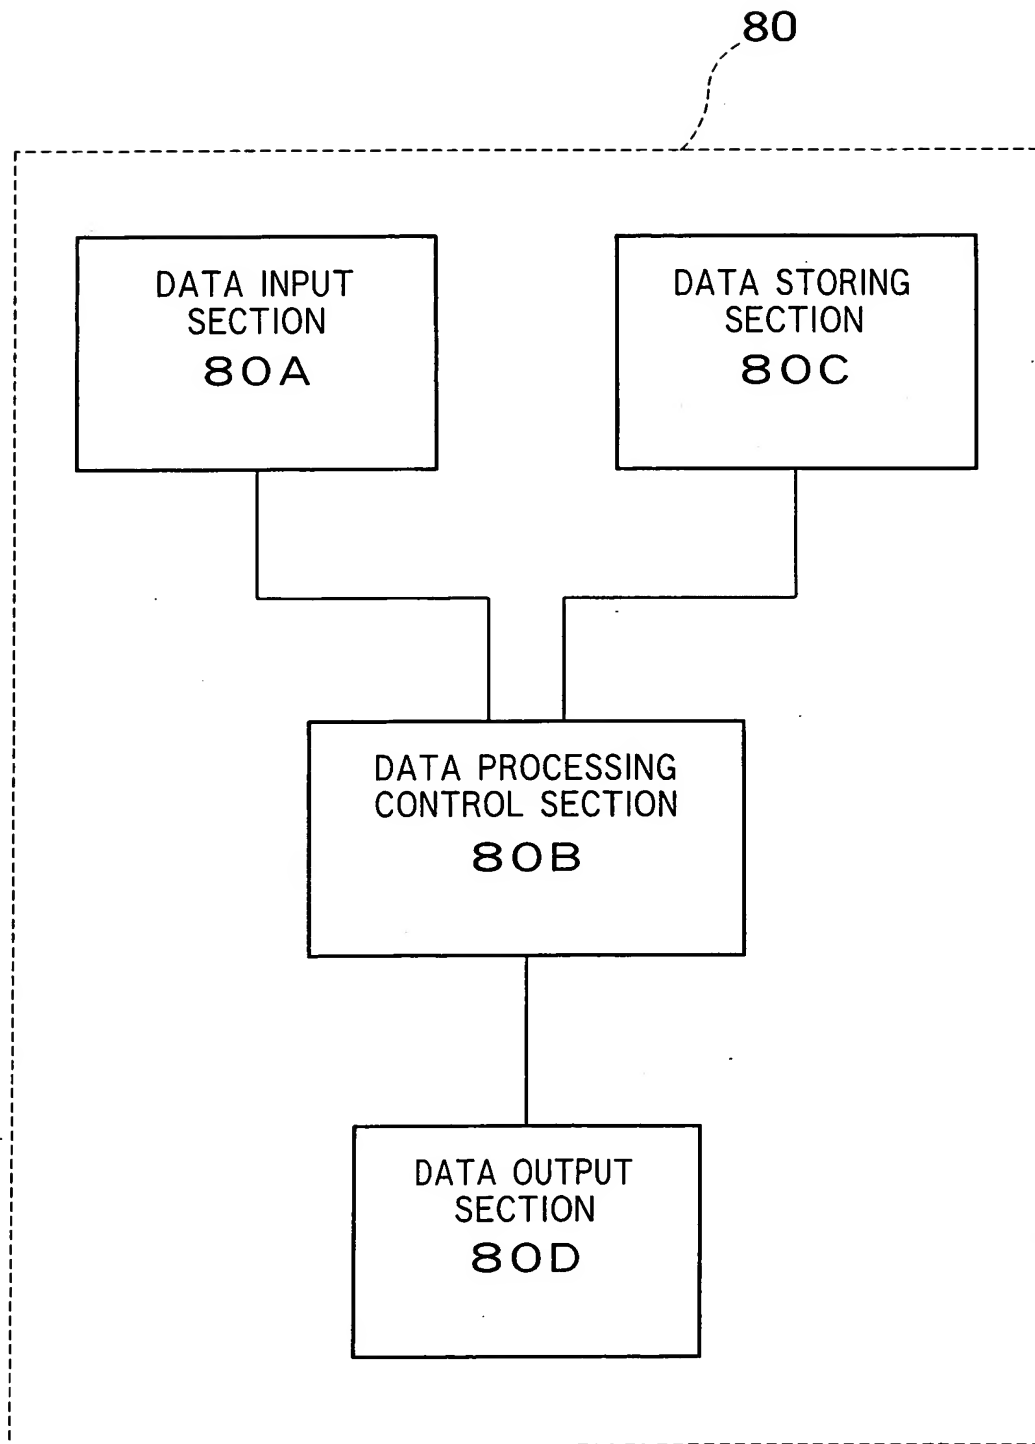 80
DATA INPUT
SECTION
80A
DATA STORING
SECTION
80C
DATA PROCESSING
CONTROL SECTION
80B
DATA OUTPUT
SECTION
80D